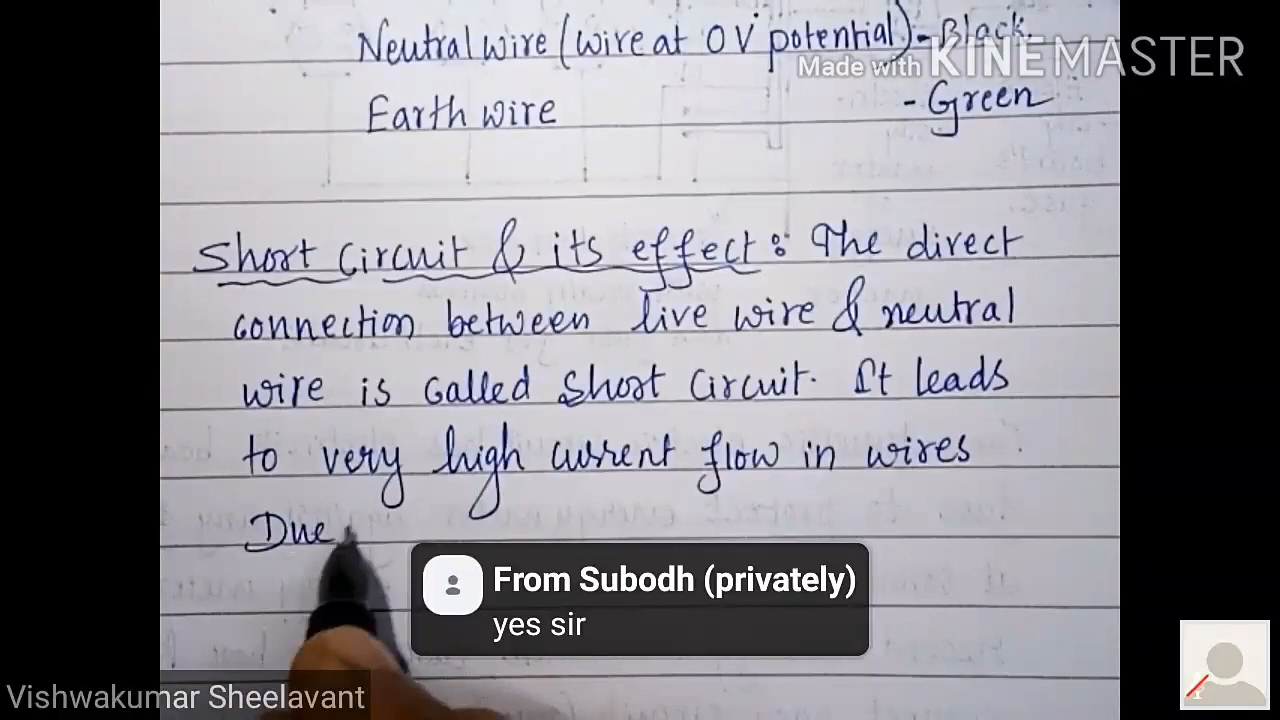 Neutral wire (wire at 0V potential) - Black.
Made with KINEMASTER
Earth wire - Green
Short Circuit & its effect : The direct
connection between live wire & neutral
wire is called Short Circuit. It leads
to very high current flow in wires
Due
From Subodh (privately)
yes sir
Vishwakumar Sheelavant